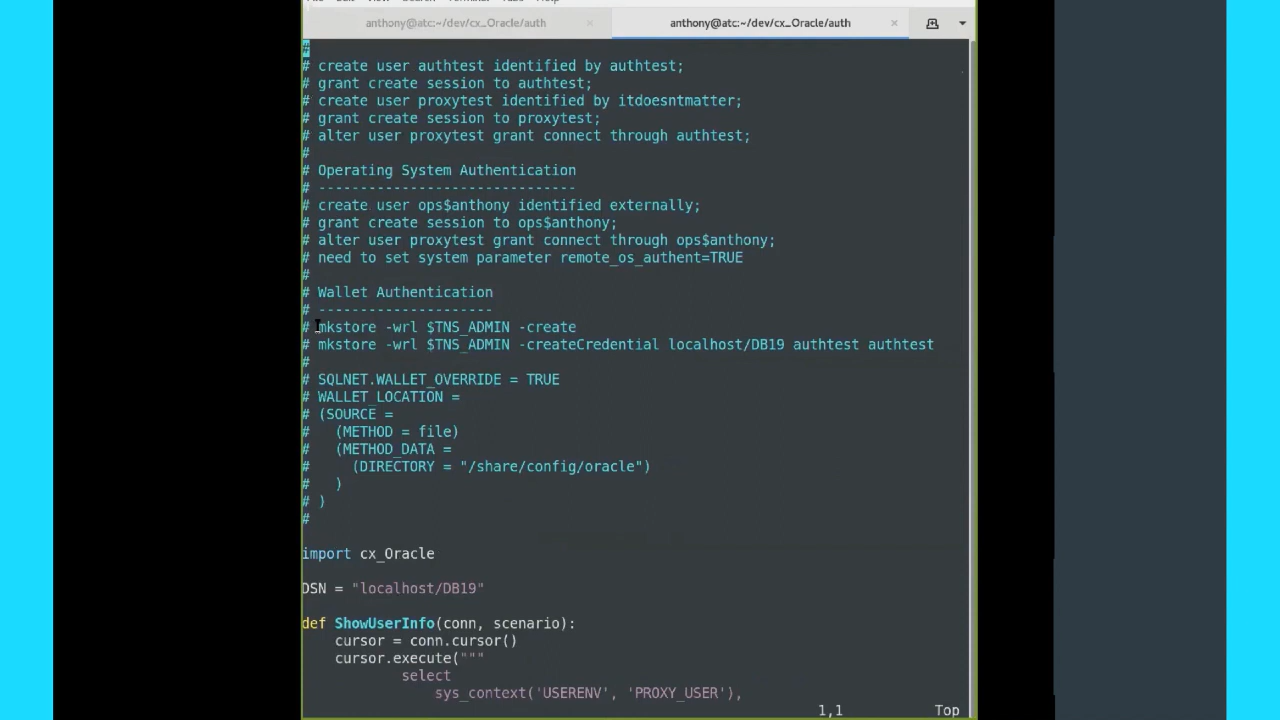 anthony@atc:~/dev/cx_Oracle/auth × anthony@atc:~/dev/cx_Oracle/auth ×
#
# create user authtest identified by authtest;
# grant create session to authtest;
# create user proxytest identified by itdoesntmatter;
# grant create session to proxytest;
# alter user proxytest grant connect through authtest;
#
# Operating System Authentication
# -------------------------------
# create user ops$anthony identified externally;
# grant create session to ops$anthony;
# alter user proxytest grant connect through ops$anthony;
# need to set system parameter remote_os_authent=TRUE
#
# Wallet Authentication
# ---------------------
# mkstore -wrl $TNS_ADMIN -create
# mkstore -wrl $TNS_ADMIN -createCredential localhost/DB19 authtest authtest
#
# SQLNET.WALLET_OVERRIDE = TRUE
# WALLET_LOCATION =
# (SOURCE =
#   (METHOD = file)
#   (METHOD_DATA =
#     (DIRECTORY = "/share/config/oracle")
#   )
# )
#
import cx_Oracle
DSN = "localhost/DB19"
def ShowUserInfo(conn, scenario):
    cursor = conn.cursor()
    cursor.execute("""
            select
                sys_context('USERENV', 'PROXY_USER'),
1,1 Top